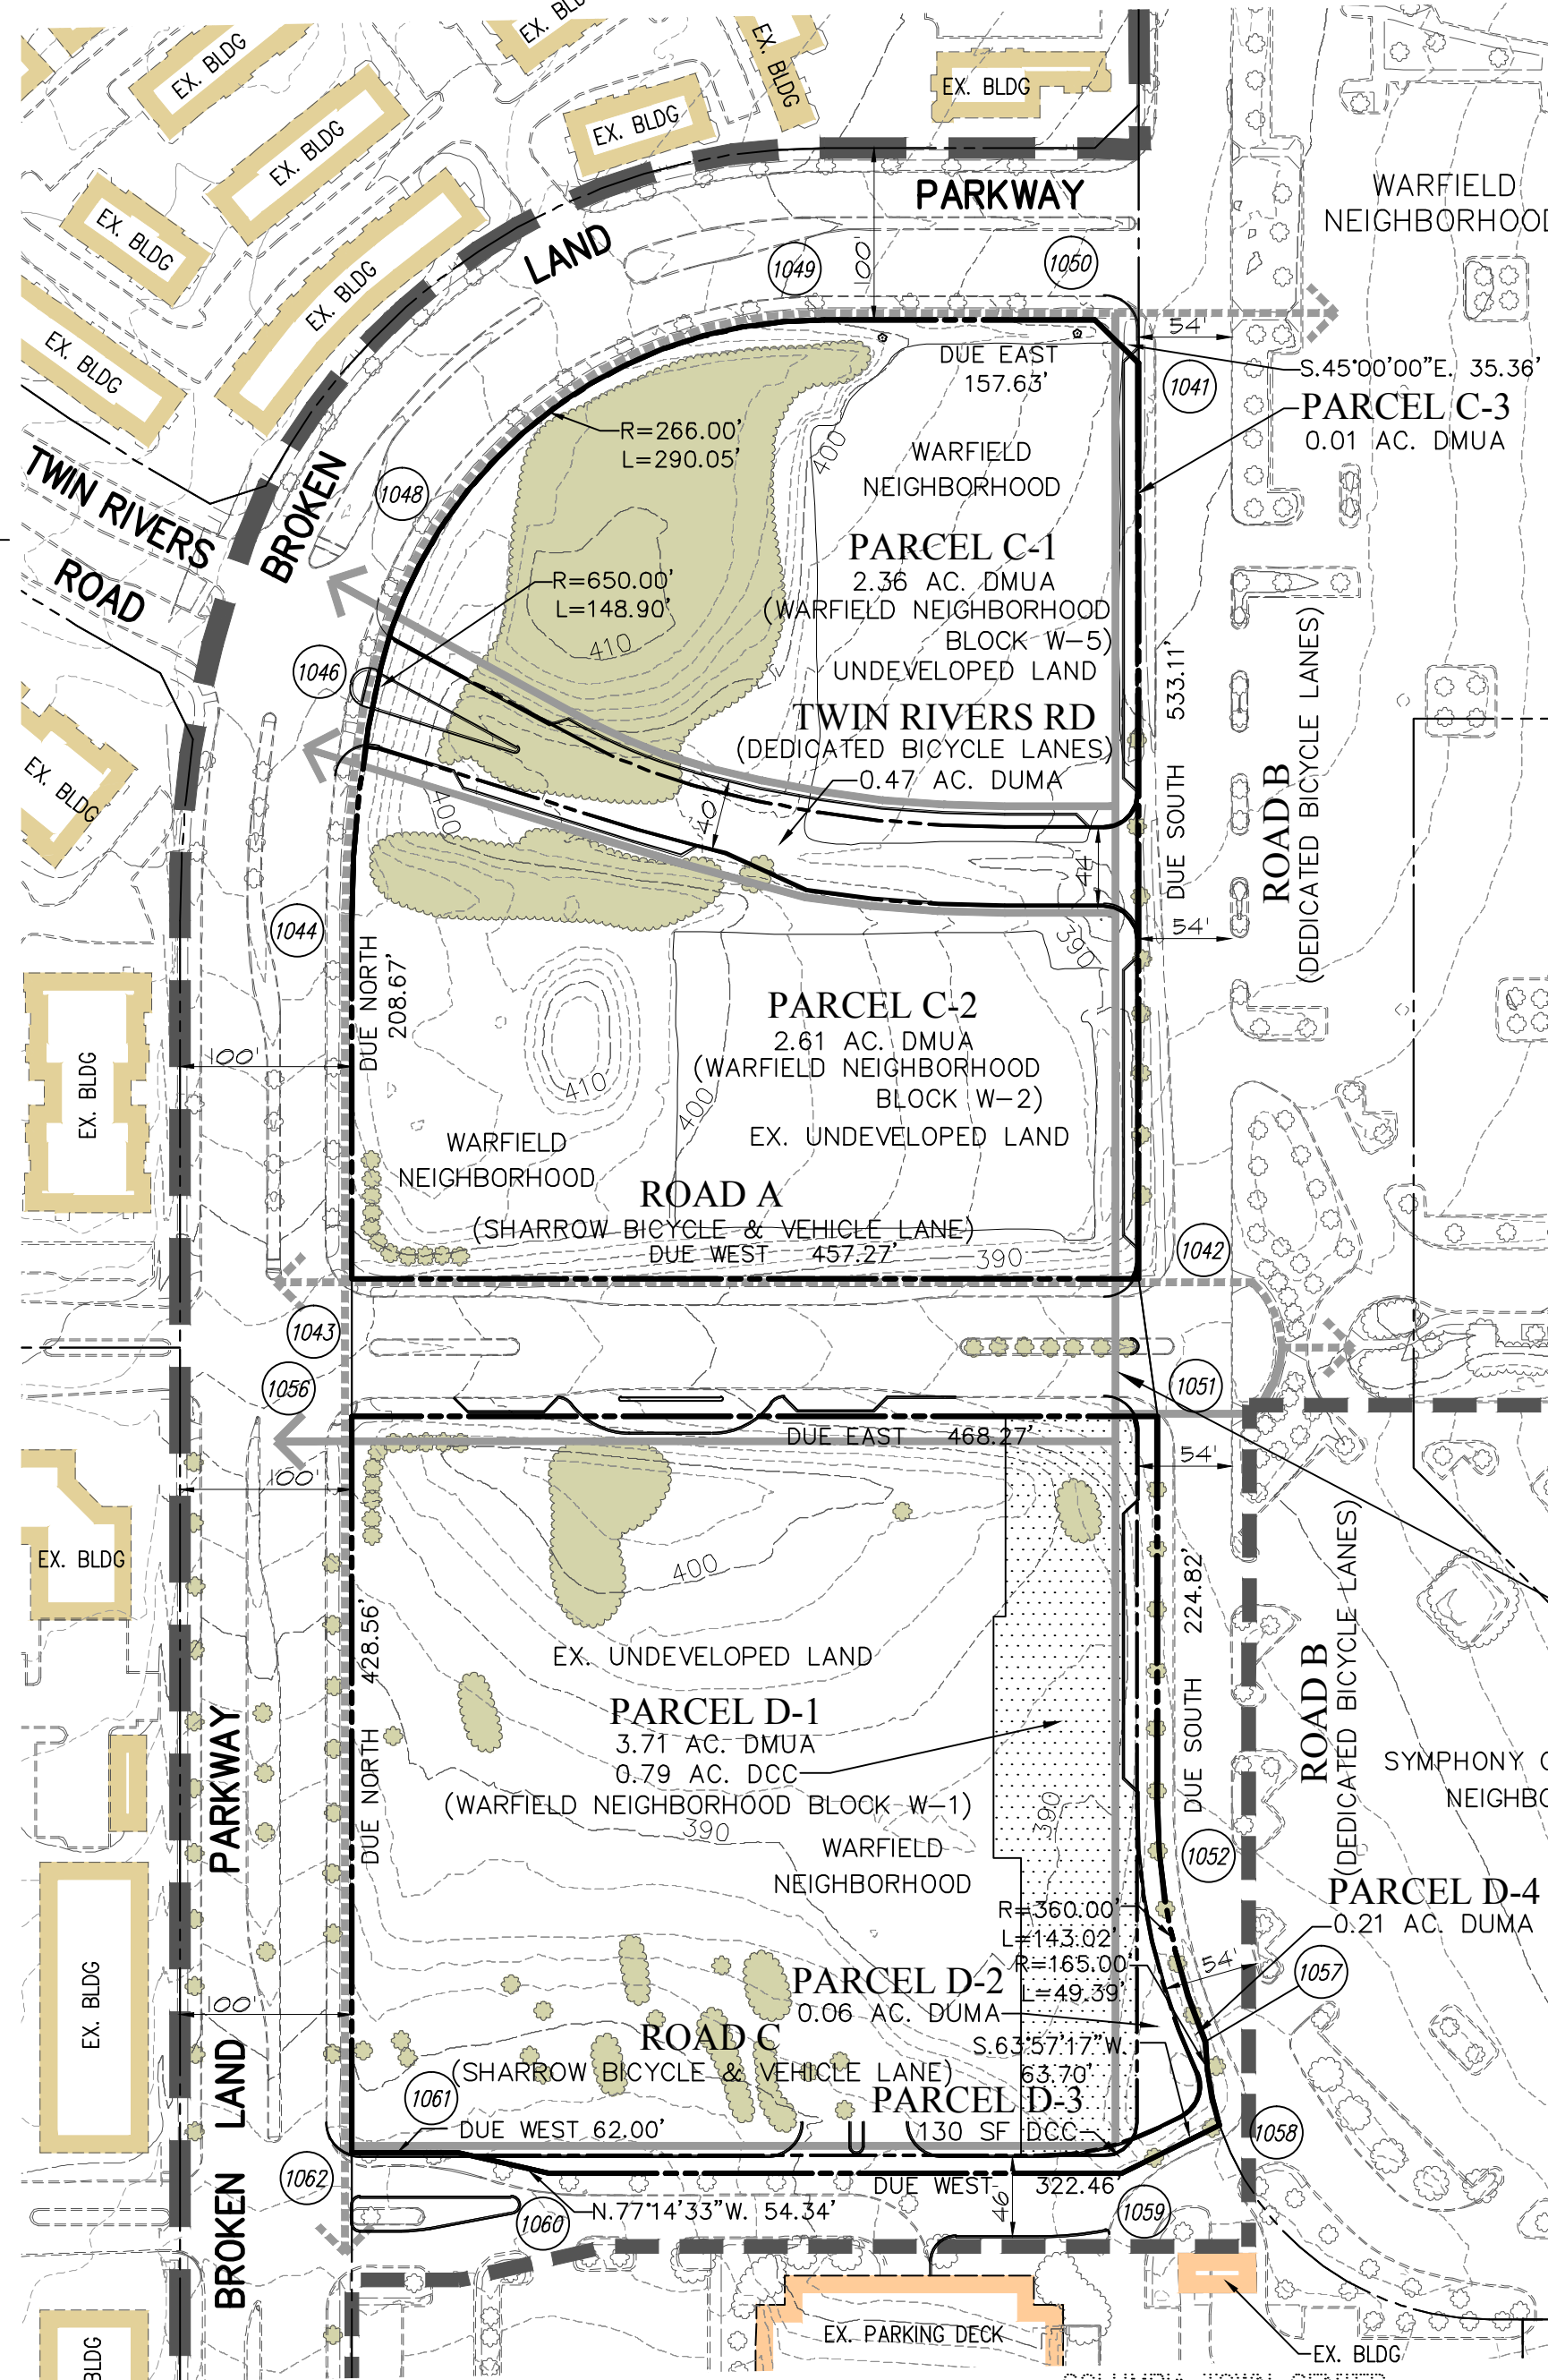 EX. BLDG
EX. BLDG
EX. BLDG
EX. BLDG
EX. BLDG
EX. BLDG
EX. BLDG
EX. BLDG
EX. BLDG
EX. BLDG
PARKWAY
LAND
BROKEN
WARFIELD
NEIGHBORHOOD
1049
100'
1050
54'
DUE EAST
157.63'
S.45°00'00"E. 35.36'
1041
PARCEL C-3
0.01 AC. DMUA
R=266.00'
L=290.05'
400
WARFIELD
NEIGHBORHOOD
1048
TWIN RIVERS
ROAD
PARCEL C-1
2.36 AC. DMUA
(WARFIELD NEIGHBORHOOD
BLOCK W-5)
UNDEVELOPED LAND
R=650.00'
L=148.90'
410
1046
533.11'
DUE SOUTH
TWIN RIVERS RD
(DEDICATED BICYCLE LANES)
0.47 AC. DUMA
ROAD B
(DEDICATED BICYCLE LANES)
EX. BLDG
400
40'
44'
54'
390
1044
DUE NORTH
208.67'
PARCEL C-2
2.61 AC. DMUA
(WARFIELD NEIGHBORHOOD
BLOCK W-2)
EX. UNDEVELOPED LAND
100'
EX. BLDG
410
400
WARFIELD
NEIGHBORHOOD
ROAD A
(SHARROW BICYCLE & VEHICLE LANE)
DUE WEST 457.27'
390
1042
1043
1056
1051
DUE EAST 468.27'
54'
100'
EX. BLDG
400
428.56'
DUE NORTH
224.82'
DUE SOUTH
ROAD B
(DEDICATED BICYCLE LANES)
EX. UNDEVELOPED LAND
PARCEL D-1
3.71 AC. DMUA
0.79 AC. DCC
(WARFIELD NEIGHBORHOOD BLOCK W-1)
390
390
WARFIELD
NEIGHBORHOOD
SYMPHONY
NEIGHBO
1052
PARCEL D-4
0.21 AC. DUMA
R=360.00'
L=143.02'
R=165.00'
L=49.39'
54'
1057
PARCEL D-2
0.06 AC. DUMA
S.63°57'17"W.
63.70'
PARKWAY
LAND
BROKEN
EX. BLDG
100'
ROAD C
(SHARROW BICYCLE & VEHICLE LANE)
PARCEL D-3
130 SF DCC
1061
DUE WEST 62.00'
1058
1062
DUE WEST 322.46'
46'
1059
N.77°14'33"W. 54.34'
1060
EX. PARKING DECK
EX. BLDG
BLDG